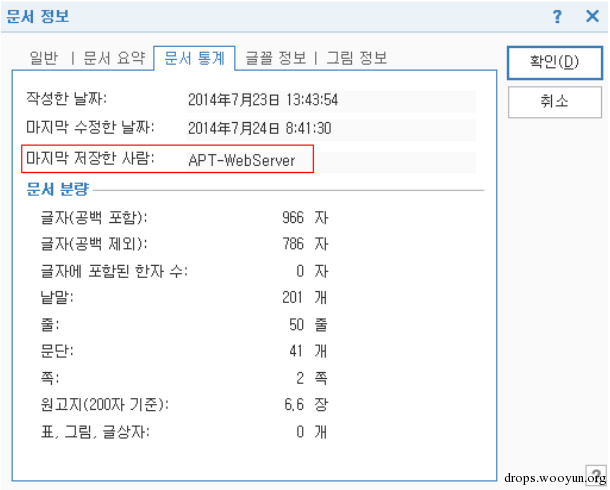 문서 정보
? ×
일반 | 문서 요약 문서 통계 글꼴 정보 | 그림 정보
확인(D)
취소
작성한 날짜: 2014年7月23日 13:43:54
마지막 수정한 날짜: 2014年7月24日 8:41:30
마지막 저장한 사람: APT-WebServer
문서 분량
글자(공백 포함): 966 자
글자(공백 제외): 786 자
글자에 포함된 한자 수: 0 자
낱말: 201 개
줄: 50 줄
문단: 41 개
쪽: 2 쪽
원고지(200자 기준): 6.6 장
표, 그림, 글상자: 0 개
?
drops.wooyun.org